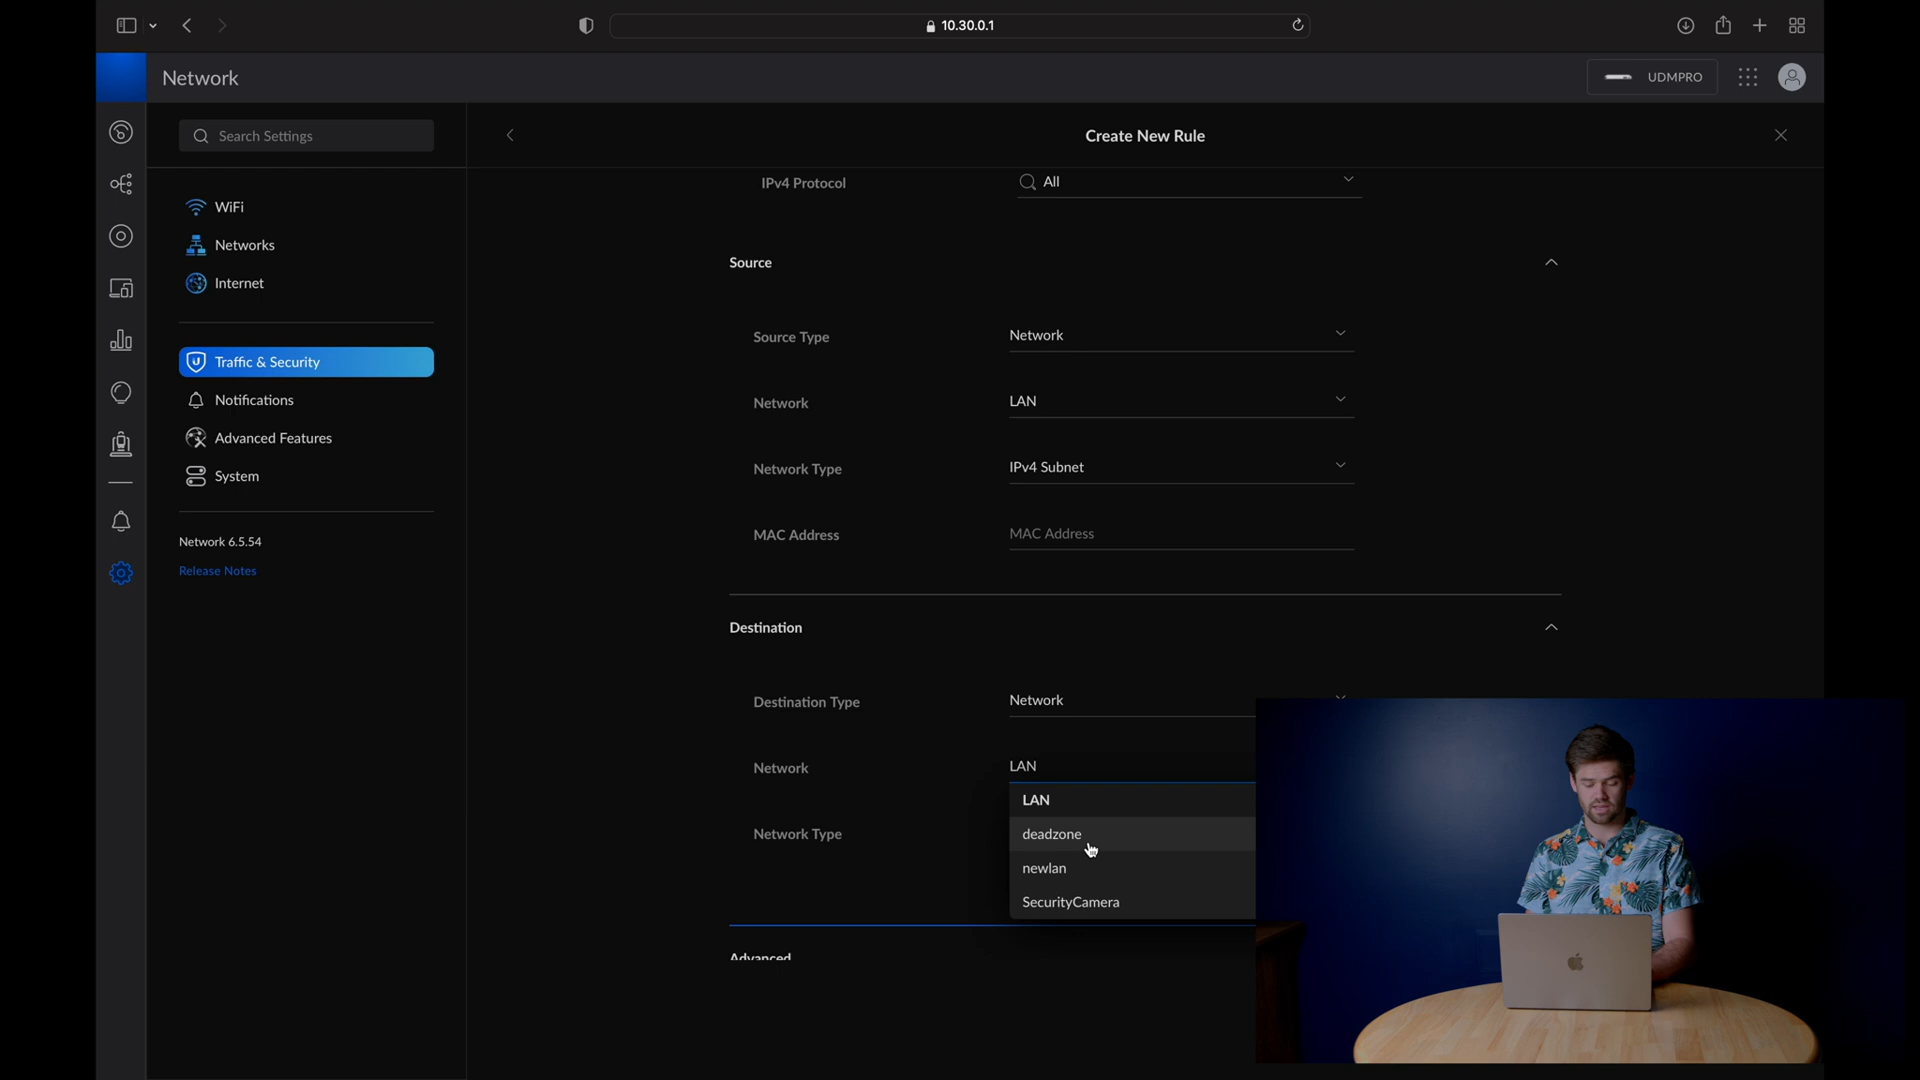 10.30.0.1
Network
UDMPRO
Search Settings
Create New Rule
WiFi
Networks
Internet
Traffic & Security
Notifications
Advanced Features
System
Network 6.5.54
Release Notes
IPv4 Protocol
All
Source
Source Type
Network
Network
LAN
Network Type
IPv4 Subnet
MAC Address
MAC Address
Destination
Destination Type
Network
Network
LAN
LAN
deadzone
newlan
SecurityCamera
Network Type
Advanced